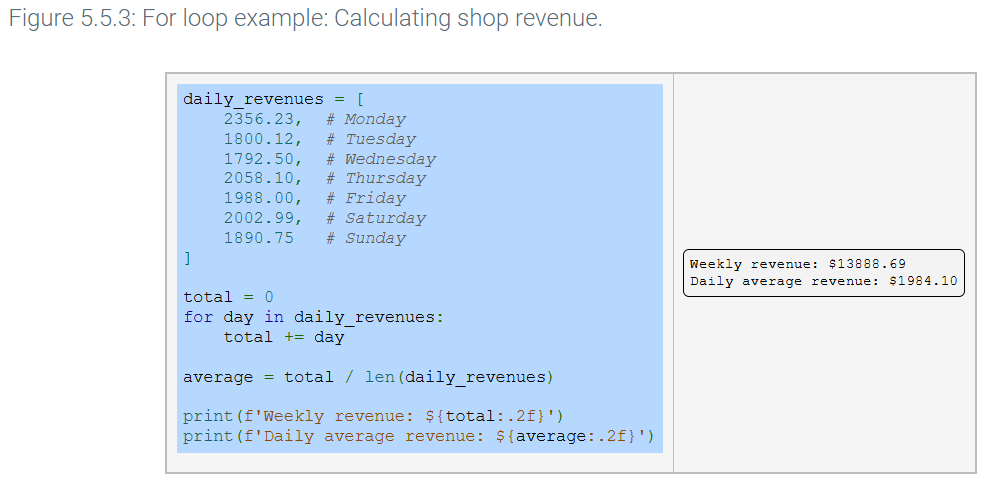 Figure 5.5.3: For loop example: Calculating shop revenue.
daily_revenues = [
    2356.23,  # Monday
    1800.12,  # Tuesday
    1792.50,  # Wednesday
    2058.10,  # Thursday
    1988.00,  # Friday
    2002.99,  # Saturday
    1890.75   # Sunday
]
total = 0
for day in daily_revenues:
    total += day
average = total / len(daily_revenues)
print(f'Weekly revenue: ${total:.2f}')
print(f'Daily average revenue: ${average:.2f}')
Weekly revenue: $13888.69
Daily average revenue: $1984.10